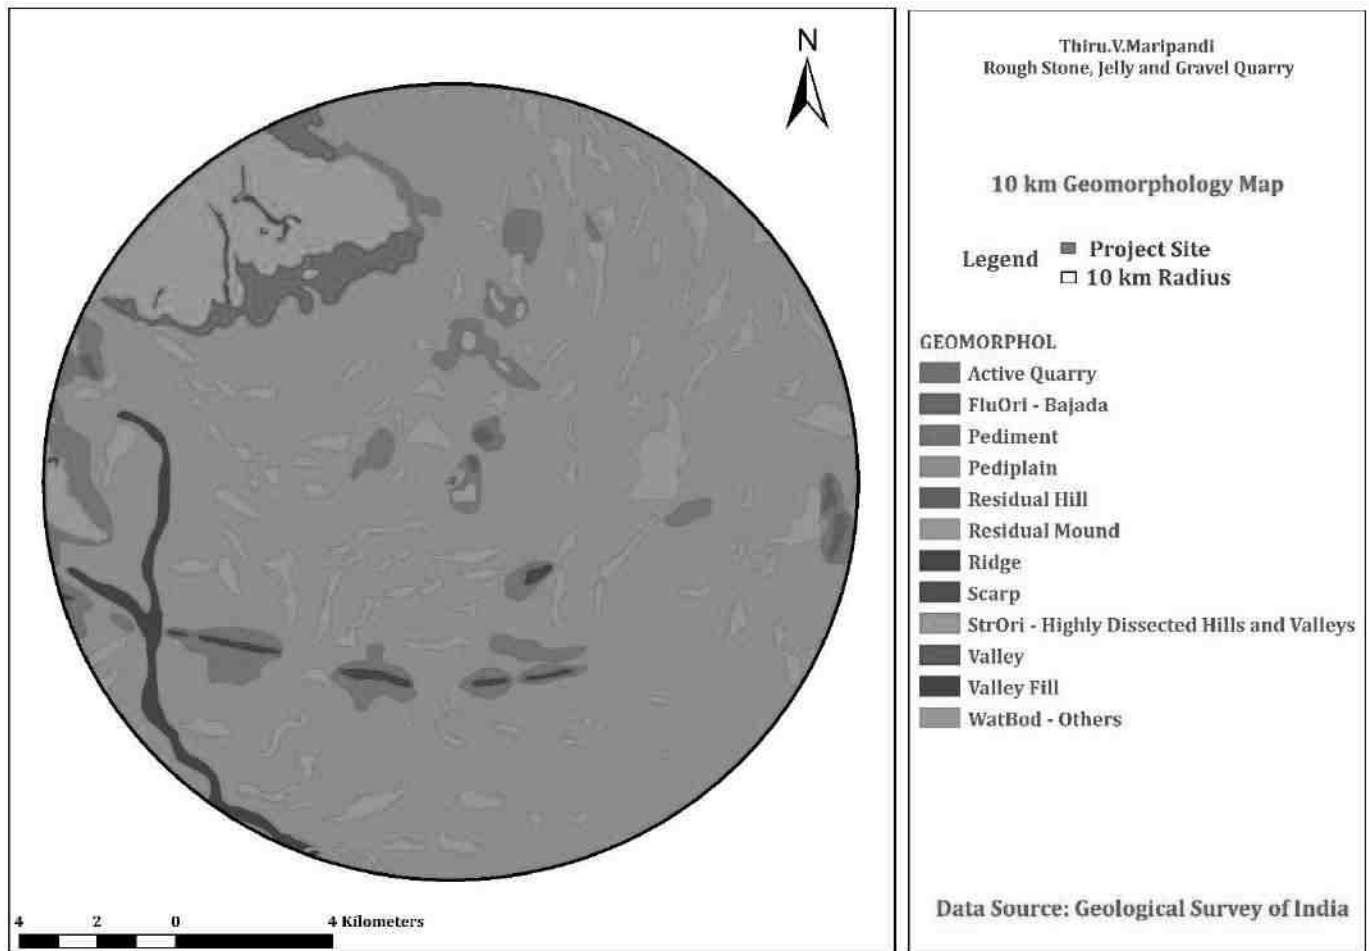 N
4 2 0 4 Kilometers
Thiru.V.Maripandi
Rough Stone, Jelly and Gravel Quarry
10 km Geomorphology Map
Legend
Project Site
10 km Radius
GEOMORPHOL
Active Quarry
FluOri - Bajada
Pediment
Pediplain
Residual Hill
Residual Mound
Ridge
Scarp
StrOri - Highly Dissected Hills and Valleys
Valley
Valley Fill
WatBod - Others
Data Source: Geological Survey of India